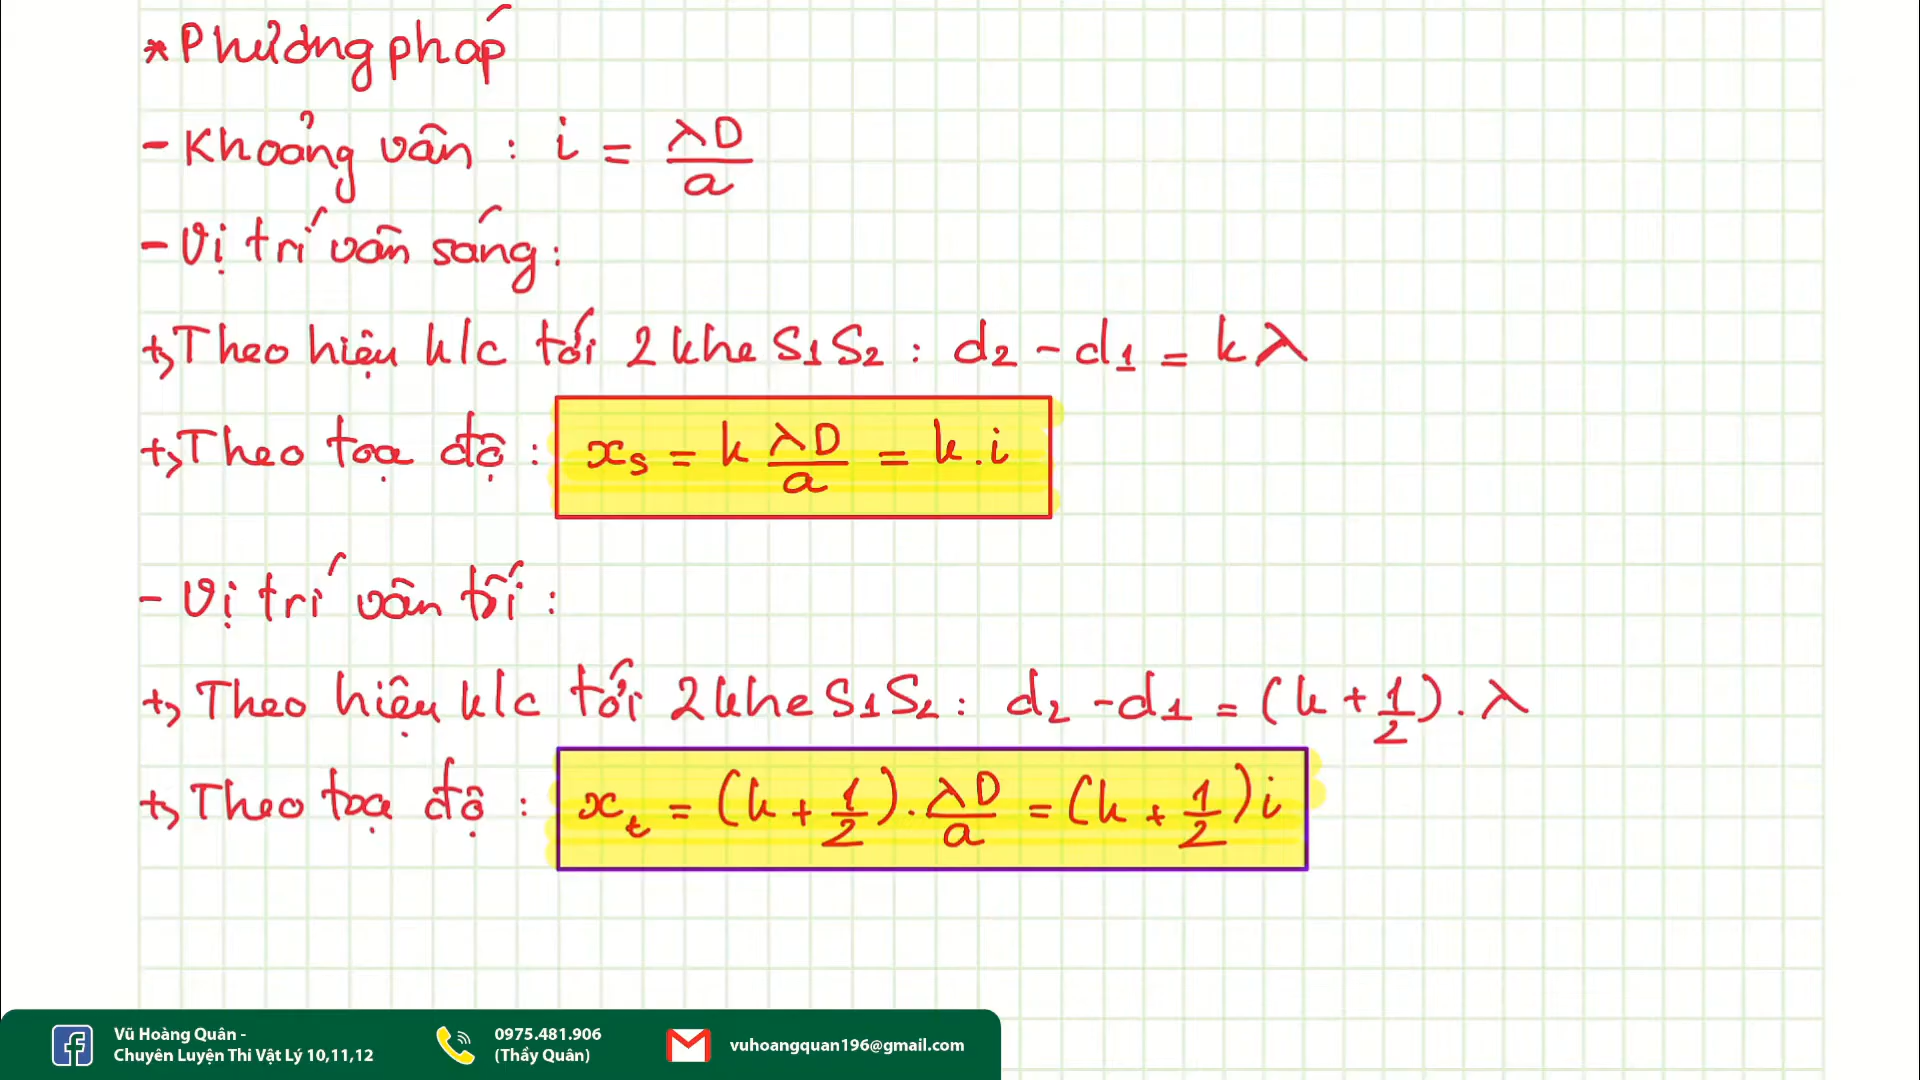 * Phương pháp
- Khoảng vân : i = λD/a
- Vị trí vân sáng :
+, Theo hiệu k/c tới 2 khe S₁S₂ : d₂ - d₁ = kλ
+, Theo toạ độ : xₛ = k λD/a = k.i
- Vị trí vân tối :
+, Theo hiệu k/c tới 2 khe S₁S₂ : d₂ - d₁ = (k + 1/2) . λ
+, Theo toạ độ : xₜ = (k + 1/2) . λD/a = (k + 1/2) i
Vũ Hoàng Quân -
Chuyên Luyện Thi Vật Lý 10,11,12
0975.481.906
(Thầy Quân)
vuhoangquan196@gmail.com